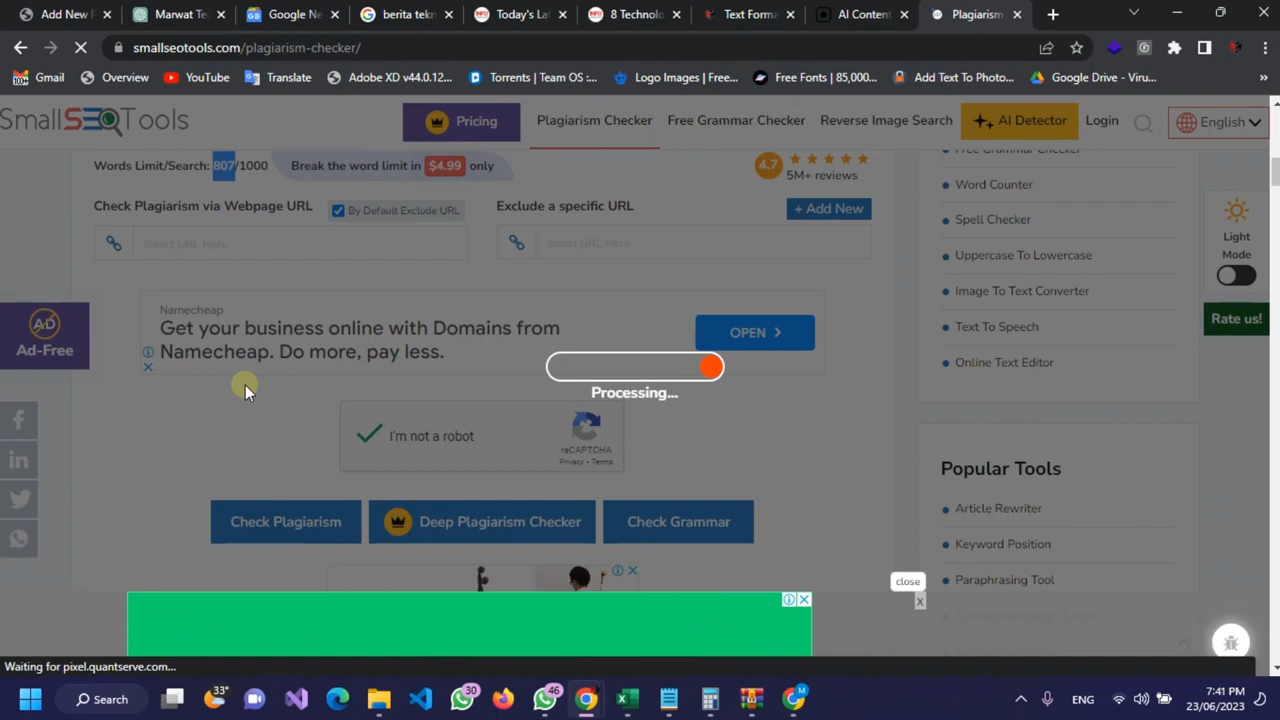 Add New P
Marwat Te
Google Ne
berita tekn
Today's La
8 Technolo
Text Forma
AI Content
Plagiarism
smallseotools.com/plagiarism-checker/
Gmail
Overview
YouTube
Translate
Adobe XD v44.0.12...
Torrents | Team OS :...
Logo Images | Free...
Free Fonts | 85,000...
Add Text To Photo...
Google Drive - Viru...
SmallSEOTools
Pricing
Plagiarism Checker
Free Grammar Checker
Reverse Image Search
AI Detector
Login
English
Words Limit/Search: 807/1000
Break the word limit in $4.99 only
4.7
5M+ reviews
Check Plagiarism via Webpage URL
By Default Exclude URL
Exclude a specific URL
+ Add New
Insert URL Here
Insert URL Here
Namecheap
Get your business online with Domains from
Namecheap. Do more, pay less.
OPEN
Processing...
I'm not a robot
reCAPTCHA
Privacy - Terms
Check Plagiarism
Deep Plagiarism Checker
Check Grammar
close
x
AD
Ad-Free
Free Grammar Checker
Word Counter
Spell Checker
Uppercase To Lowercase
Image To Text Converter
Text To Speech
Online Text Editor
Popular Tools
Article Rewriter
Keyword Position
Paraphrasing Tool
Light
Mode
Rate us!
Waiting for pixel.quantserve.com...
33°
Search
30
46
M
ENG
7:41 PM
23/06/2023